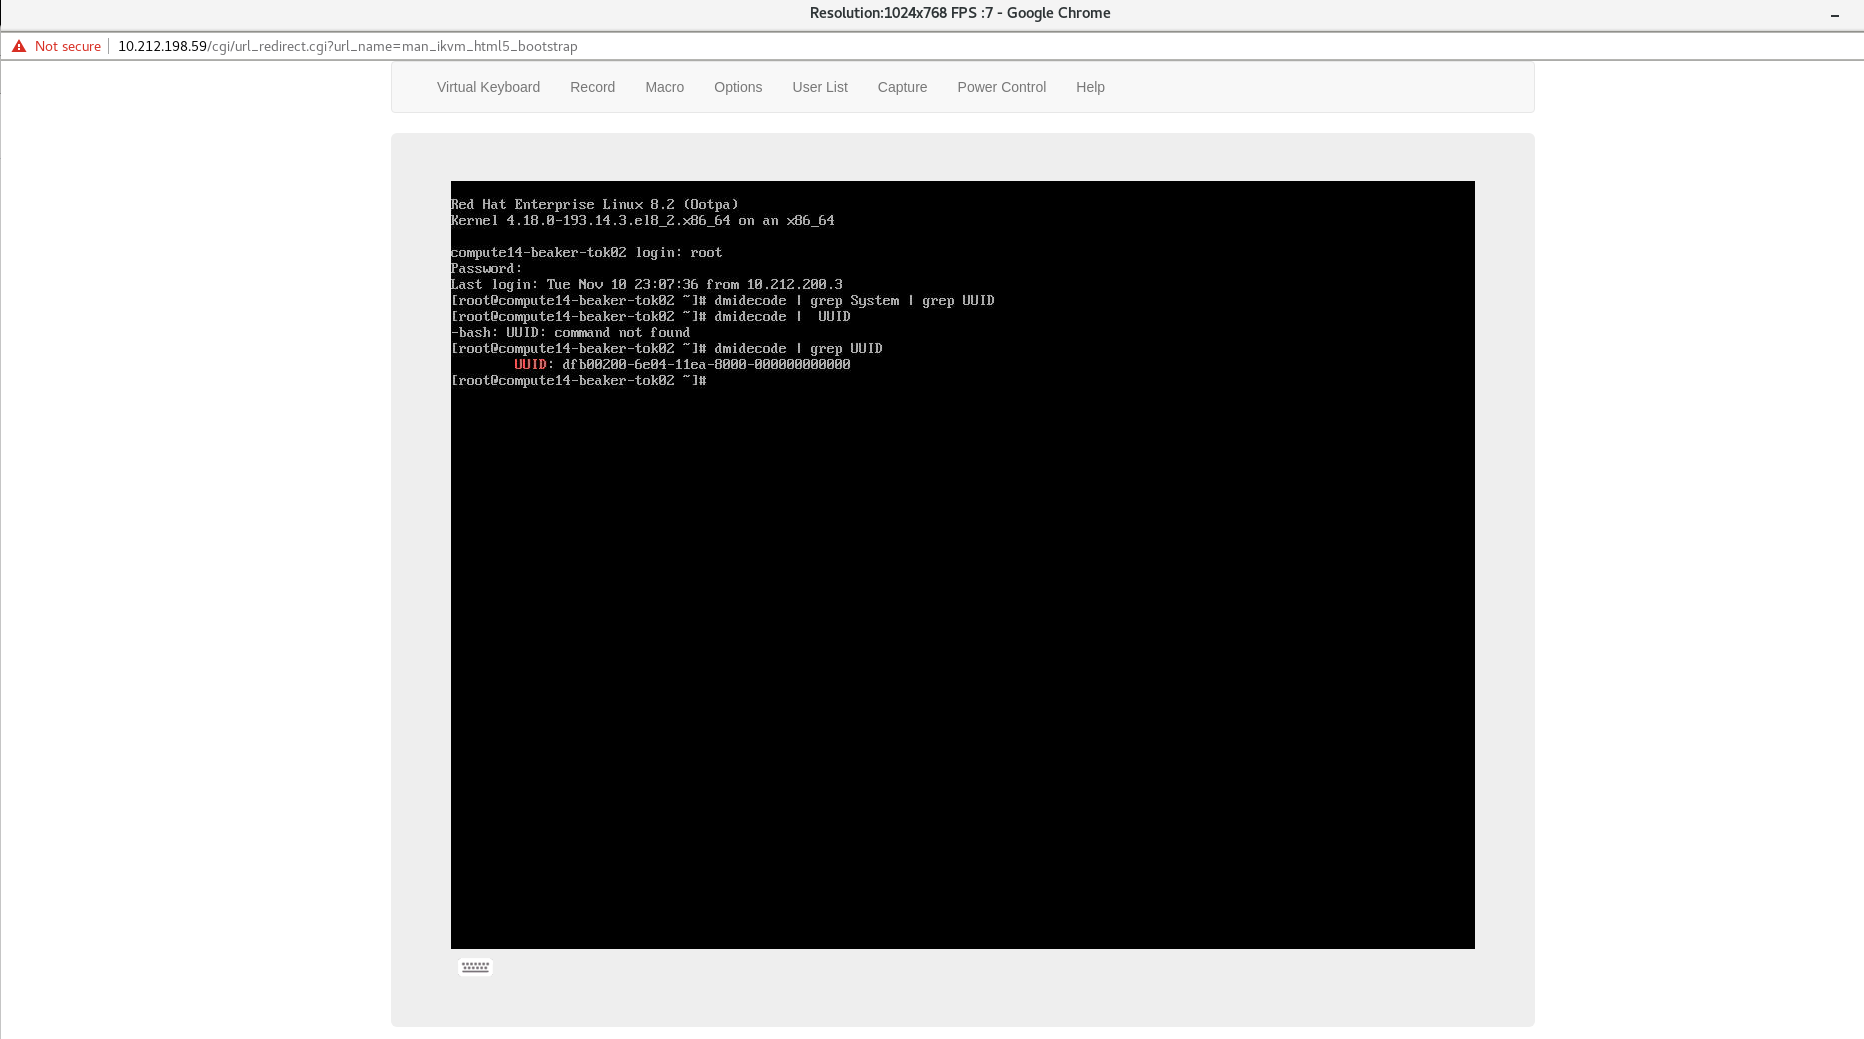 Resolution:1024x768 FPS :7 - Google Chrome
Not secure 10.212.198.59/cgi/url_redirect.cgi?url_name=man_ikvm_html5_bootstrap
Virtual Keyboard Record Macro Options User List Capture Power Control Help
Red Hat Enterprise Linux 8.2 (Ootpa)
Kernel 4.18.0-193.14.3.el8_2.x86_64 on an x86_64
compute14-beaker-tok02 login: root
Password:
Last login: Tue Nov 10 23:07:36 from 10.212.200.3
[root@compute14-beaker-tok02 ~]# dmidecode | grep System | grep UUID
[root@compute14-beaker-tok02 ~]# dmidecode |  UUID
-bash: UUID: command not found
[root@compute14-beaker-tok02 ~]# dmidecode | grep UUID
UUID: dfb00200-6e04-11ea-8000-000000000000
[root@compute14-beaker-tok02 ~]#